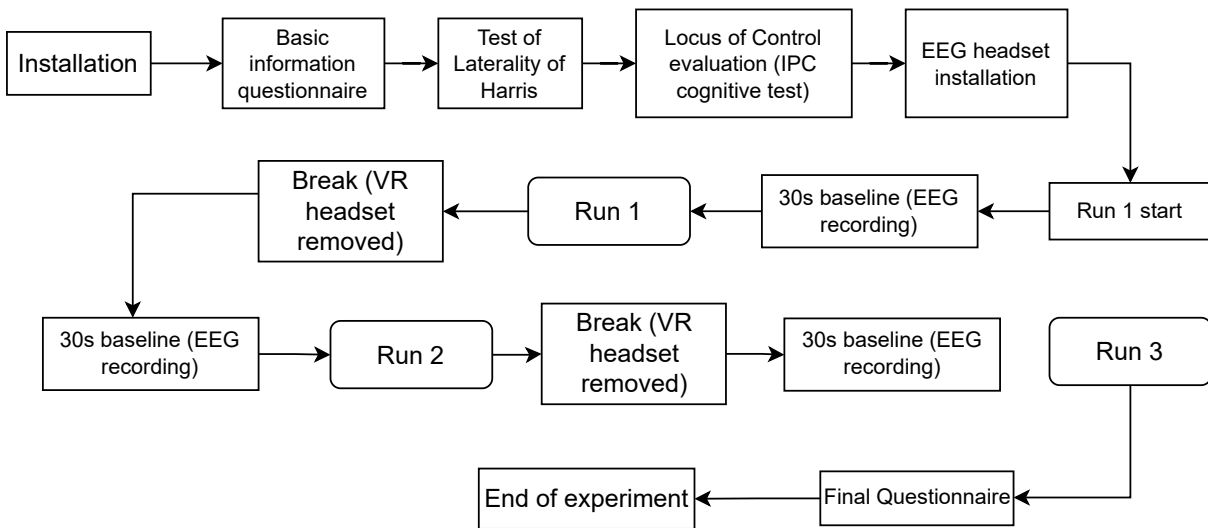 Installation
Basic
information
questionnaire
Test of
Laterality of
Harris
Locus of Control
evaluation (IPC
cognitive test)
EEG headset
installation
Run 1 start
30s baseline (EEG
recording)
Run 1
Break (VR
headset
removed)
30s baseline (EEG
recording)
Run 2
Break (VR
headset
removed)
30s baseline (EEG
recording)
Run 3
Final Questionnaire
End of experiment